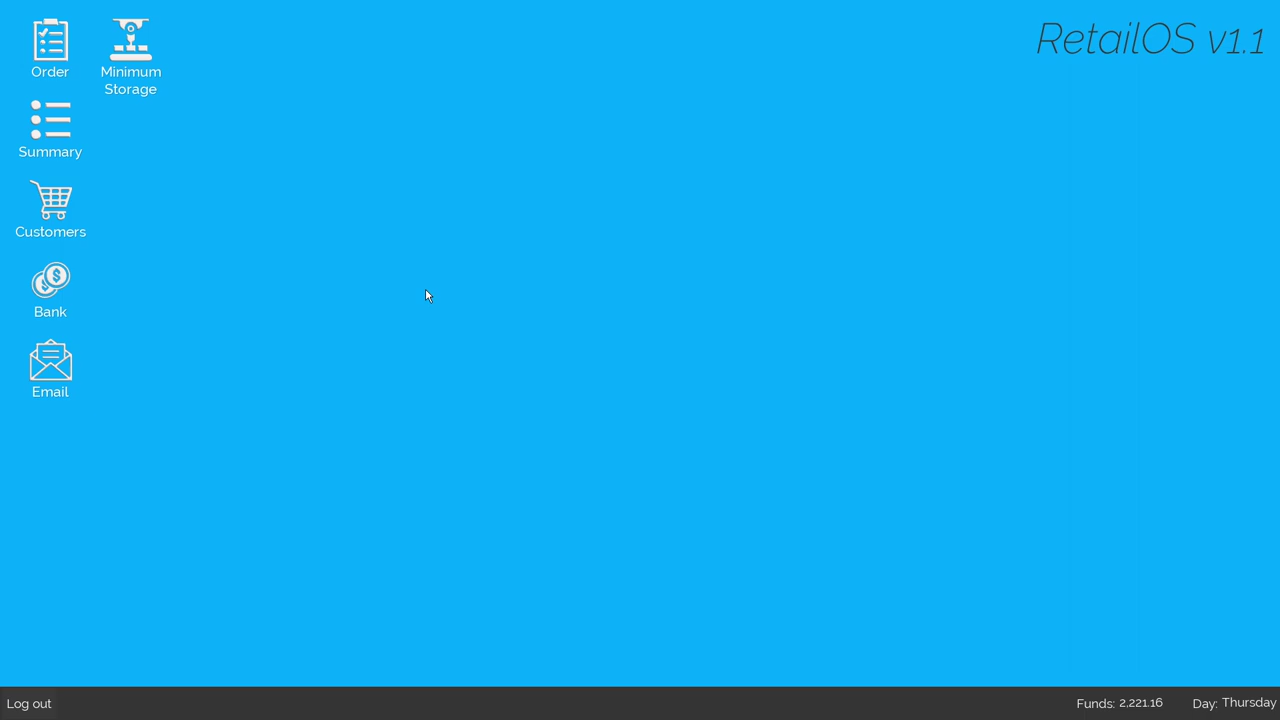 RetailOS v1.1
Order
Minimum
Storage
Summary
Customers
Bank
Email
Log out
Funds: 2,221.16
Day: Thursday